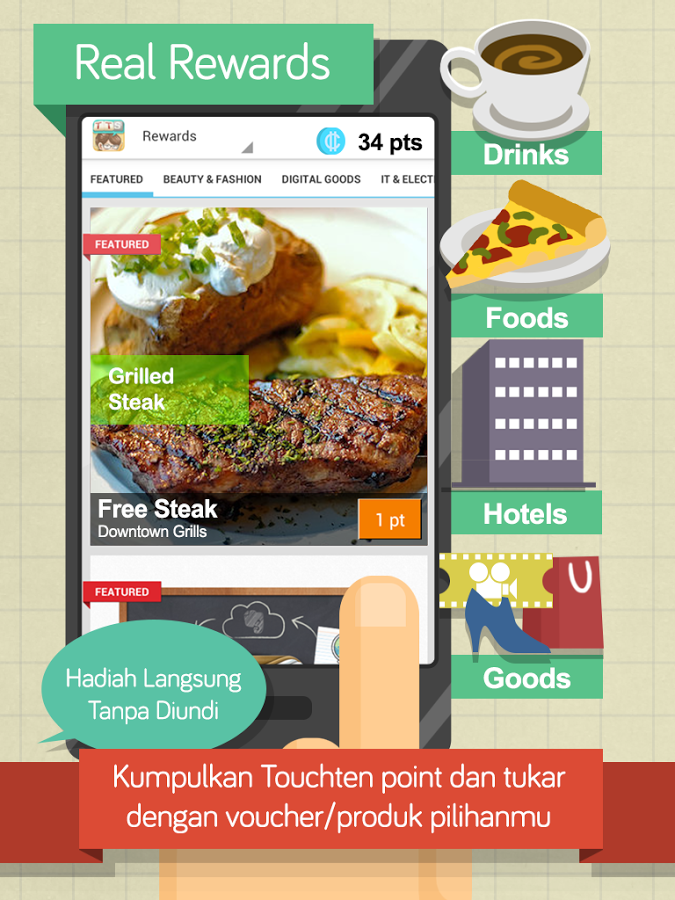 Real Rewards
Rewards
34 pts
FEATURED
BEAUTY & FASHION
DIGITAL GOODS
IT & ELECT
FEATURED
Grilled
Steak
Free Steak
Downtown Grills
1 pt
FEATURED
Drinks
Foods
Hotels
Goods
Hadiah Langsung
Tanpa Diundi
Kumpulkan Touchten point dan tukar
dengan voucher/produk pilihanmu